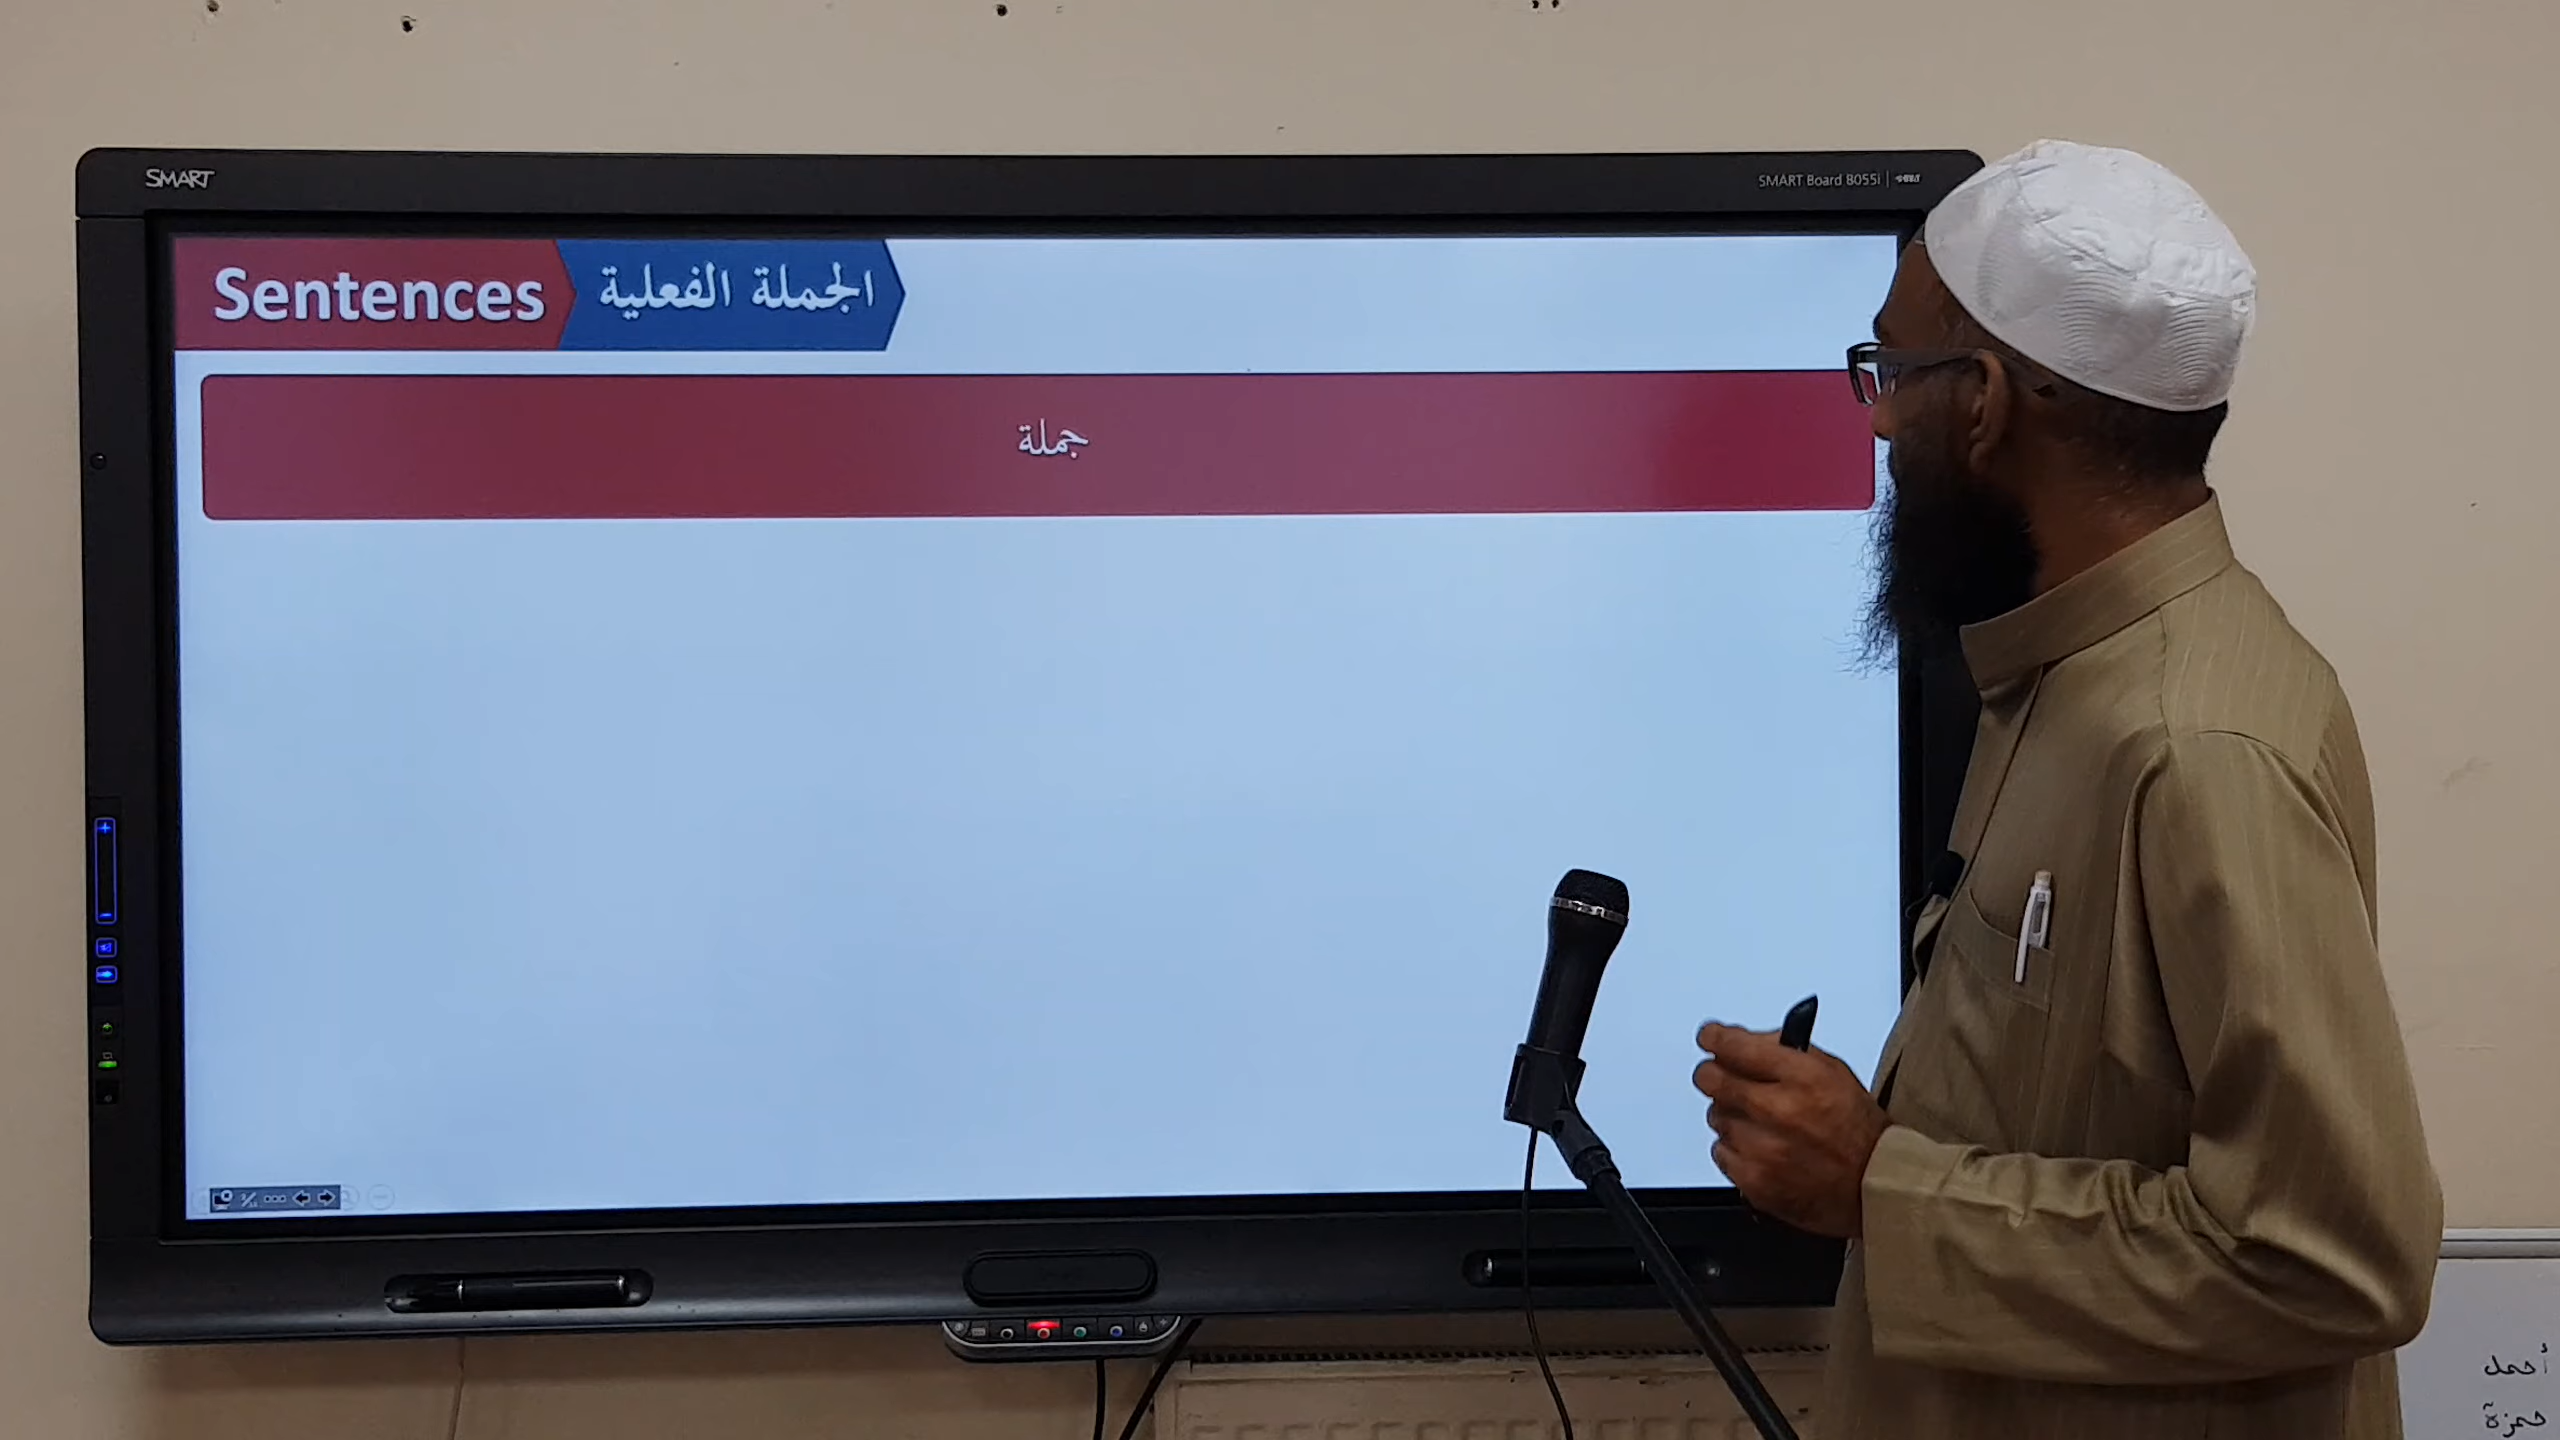 SMART
SMART Board 8055i
Sentences
الجملة الفعلية
جملة
أحمد
حمزة